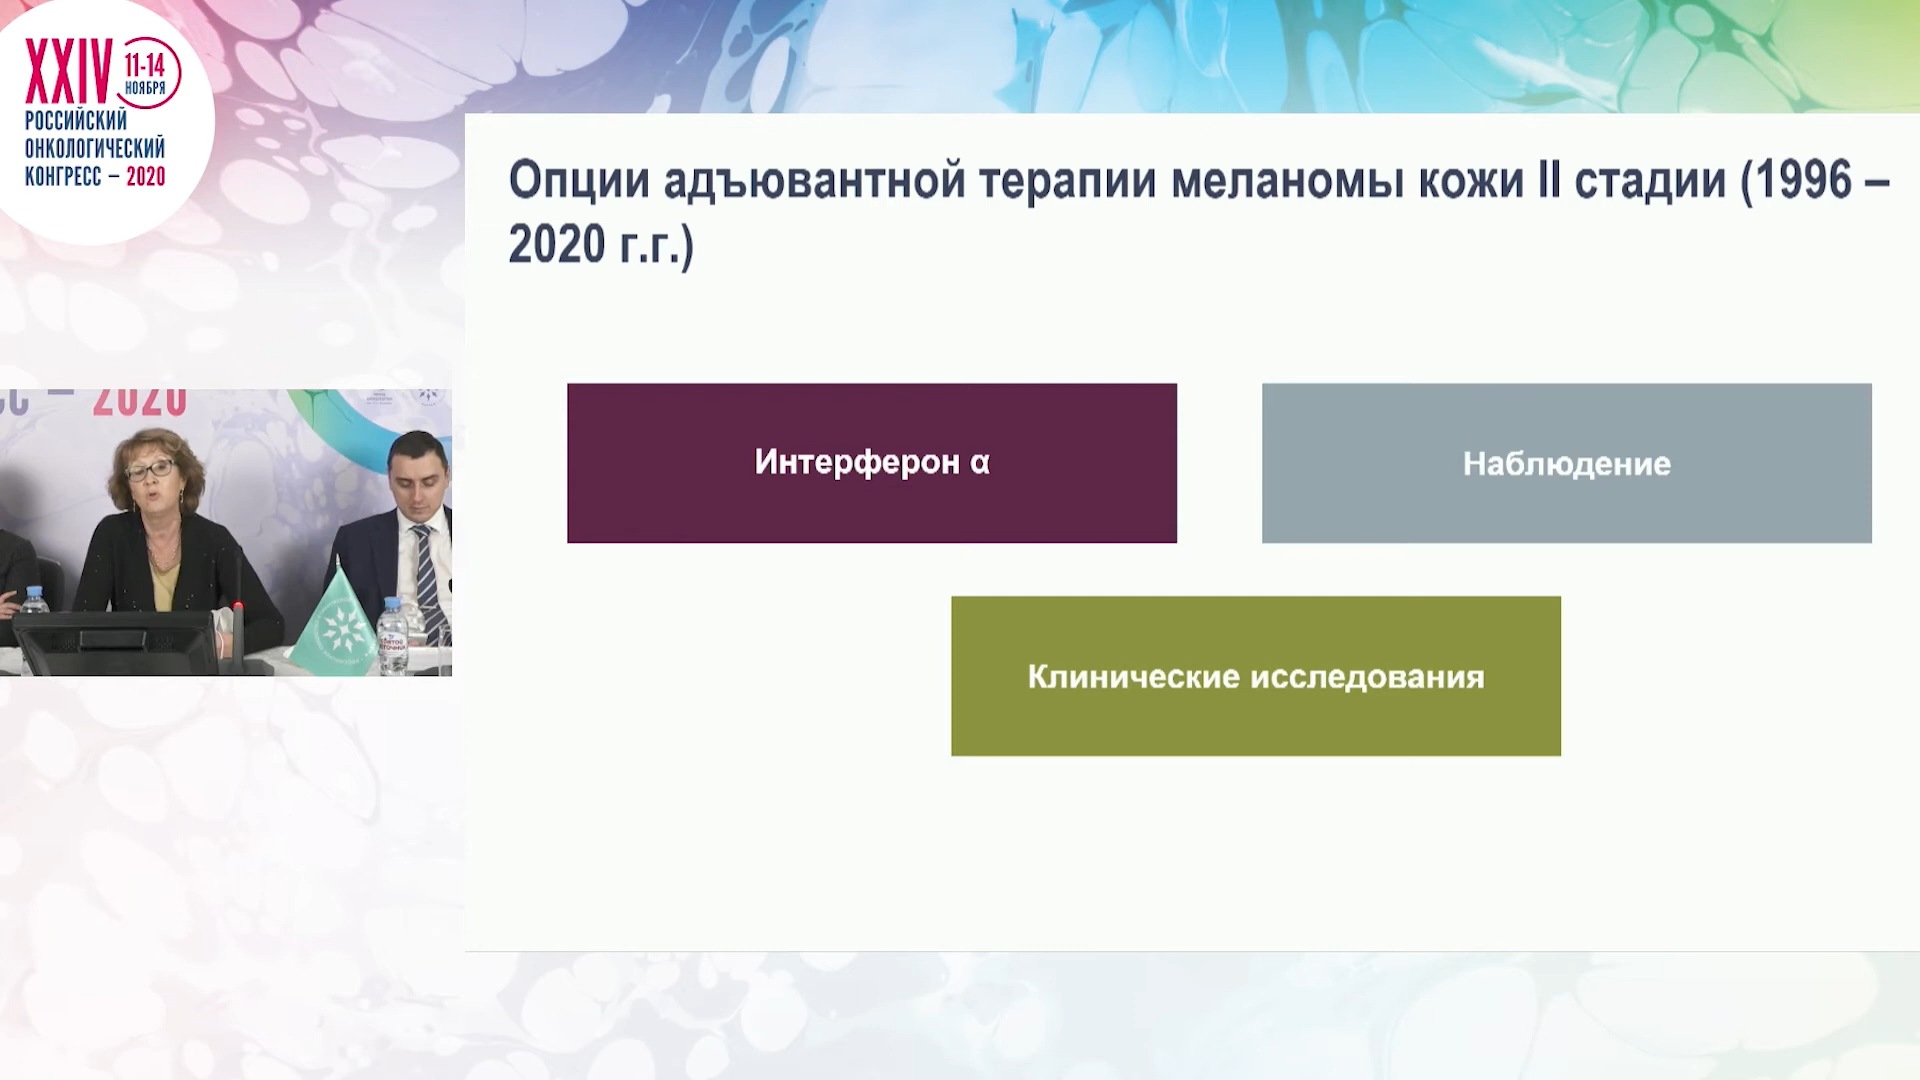 XXIV 11-14
НОЯБРЯ
РОССИЙСКИЙ
ОНКОЛОГИЧЕСКИЙ
КОНГРЕСС – 2020
Опции адъювантной терапии меланомы кожи II стадии (1996 –
2020 г.г.)
Интерферон α
Наблюдение
Клинические исследования
– 2020